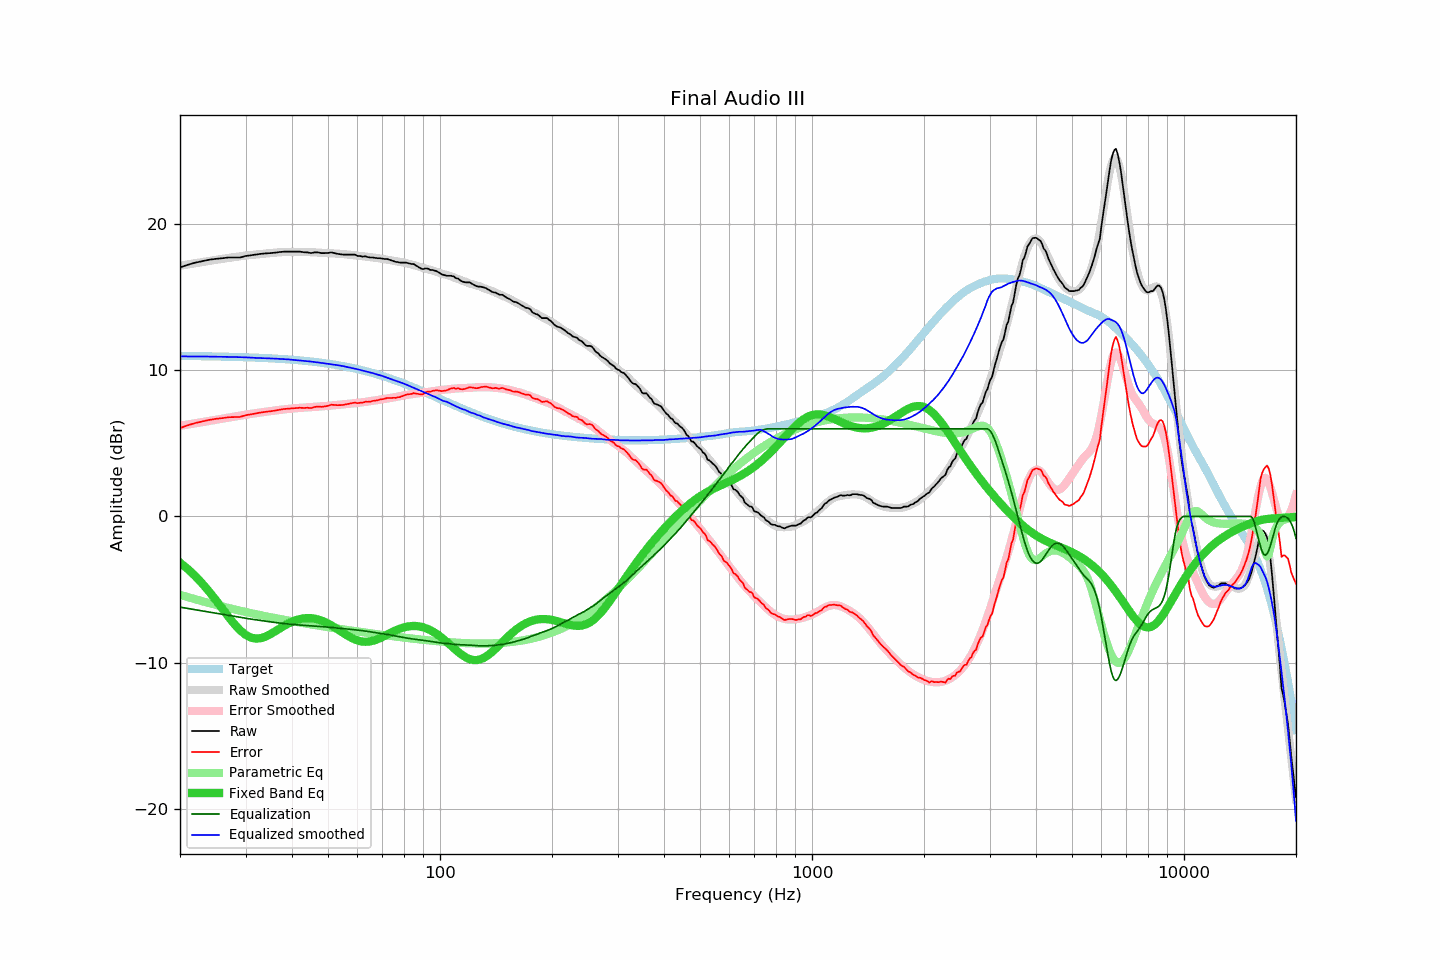 Final Audio III
Amplitude (dBr)
20
10
0
−10
−20
Target
Raw Smoothed
Error Smoothed
Raw
Error
Parametric Eq
Fixed Band Eq
Equalization
Equalized smoothed
100
1000
10000
Frequency (Hz)